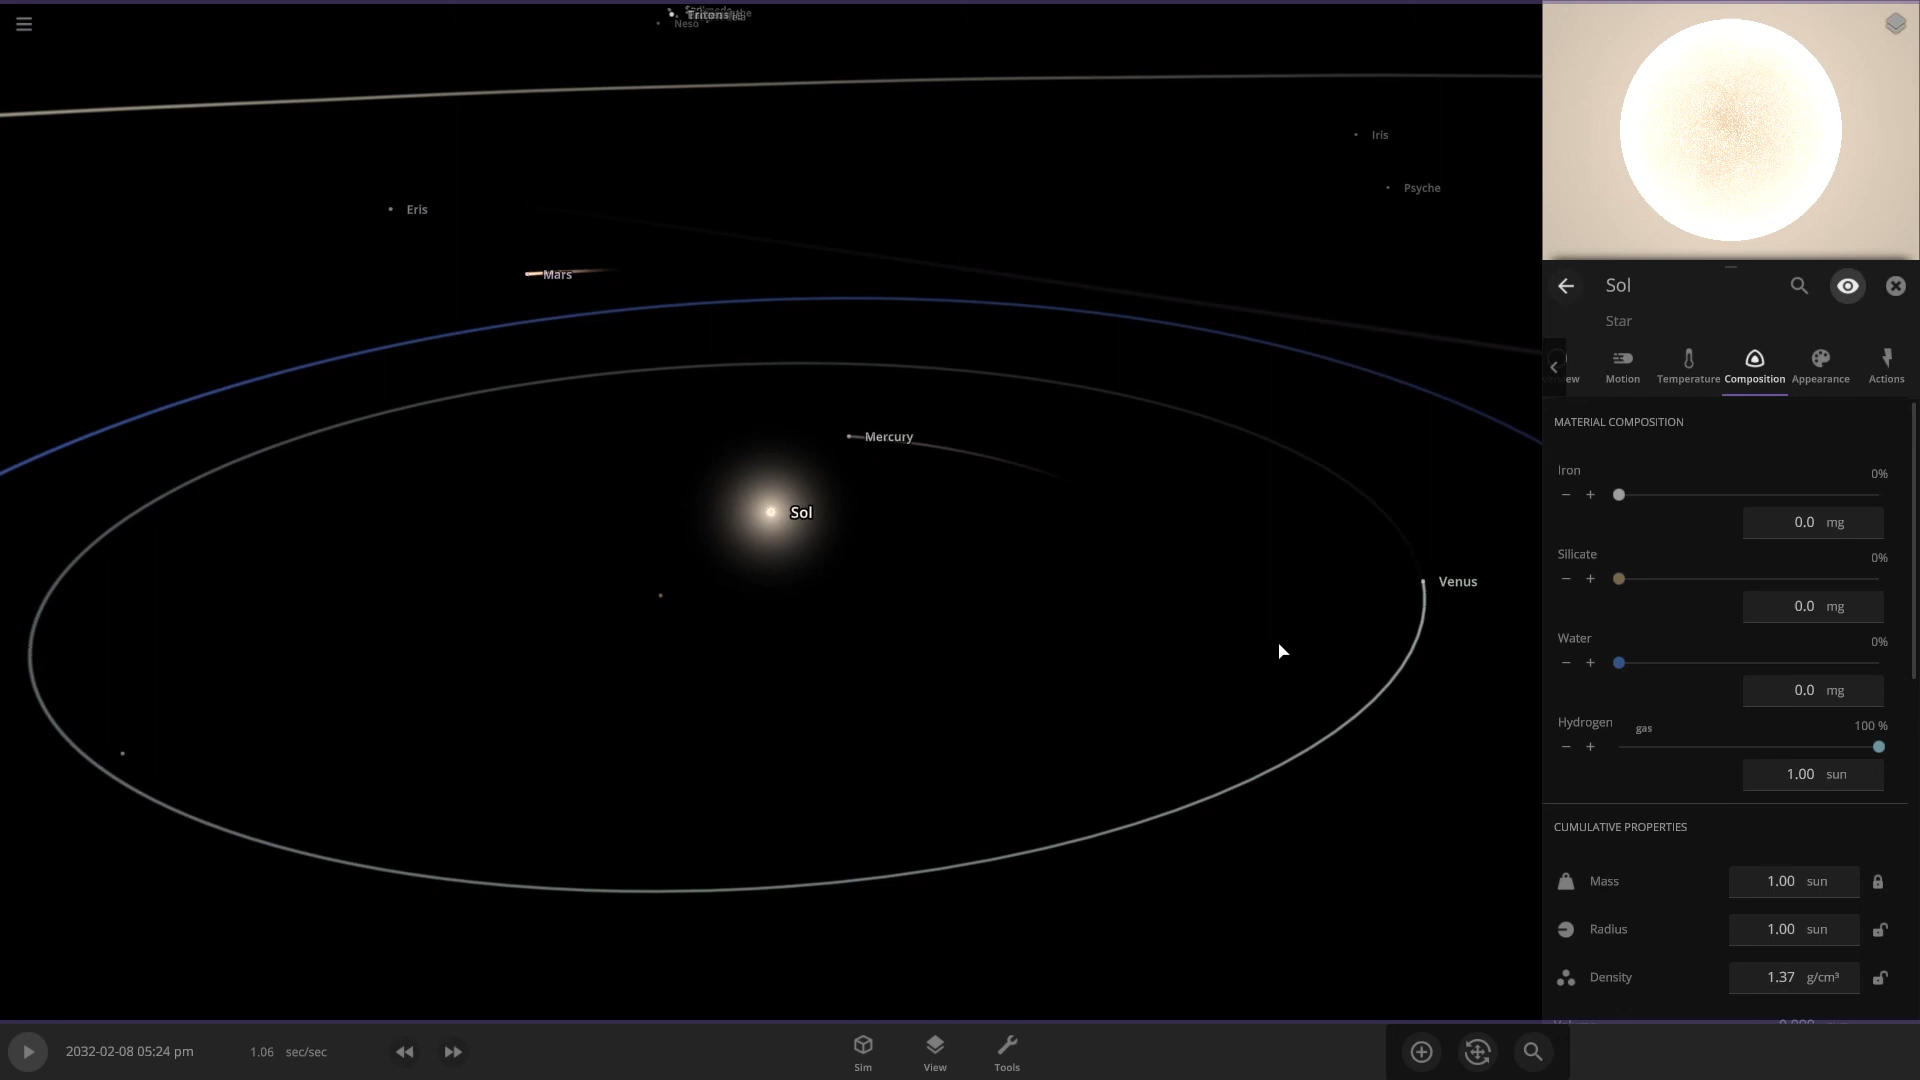 Triton
Neso
Iris
Psyche
Eris
Mars
Mercury
Sol
Venus
Sol
Star
Motion
Temperature
Composition
Appearance
Actions
MATERIAL COMPOSITION
Iron
0%
0.0 mg
Silicate
0%
0.0 mg
Water
0%
0.0 mg
Hydrogen gas
100 %
1.00 sun
CUMULATIVE PROPERTIES
Mass 1.00 sun
Radius 1.00 sun
Density 1.37 g/cm³
2032-02-08 05:24 pm
1.06 sec/sec
Sim
View
Tools